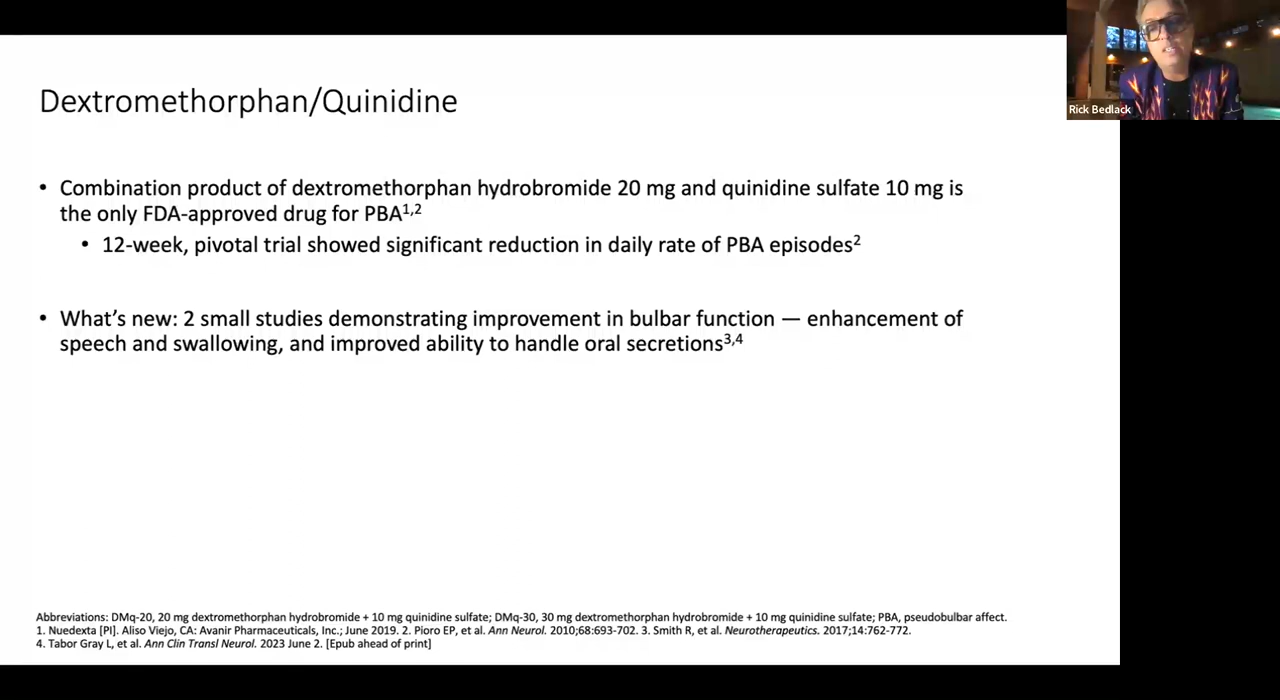 Rick Bedlack
Dextromethorphan/Quinidine
• Combination product of dextromethorphan hydrobromide 20 mg and quinidine sulfate 10 mg is
the only FDA-approved drug for PBA1,2
• 12-week, pivotal trial showed significant reduction in daily rate of PBA episodes2
• What's new: 2 small studies demonstrating improvement in bulbar function — enhancement of
speech and swallowing, and improved ability to handle oral secretions3,4
Abbreviations: DMq-20, 20 mg dextromethorphan hydrobromide + 10 mg quinidine sulfate; DMq-30, 30 mg dextromethorphan hydrobromide + 10 mg quinidine sulfate; PBA, pseudobulbar affect.
1. Nuedexta [PI]. Aliso Viejo, CA: Avanir Pharmaceuticals, Inc.; June 2019. 2. Pioro EP, et al. Ann Neurol. 2010;68:693-702. 3. Smith R, et al. Neurotherapeutics. 2017;14:762-772.
4. Tabor Gray L, et al. Ann Clin Transl Neurol. 2023 June 2. [Epub ahead of print]